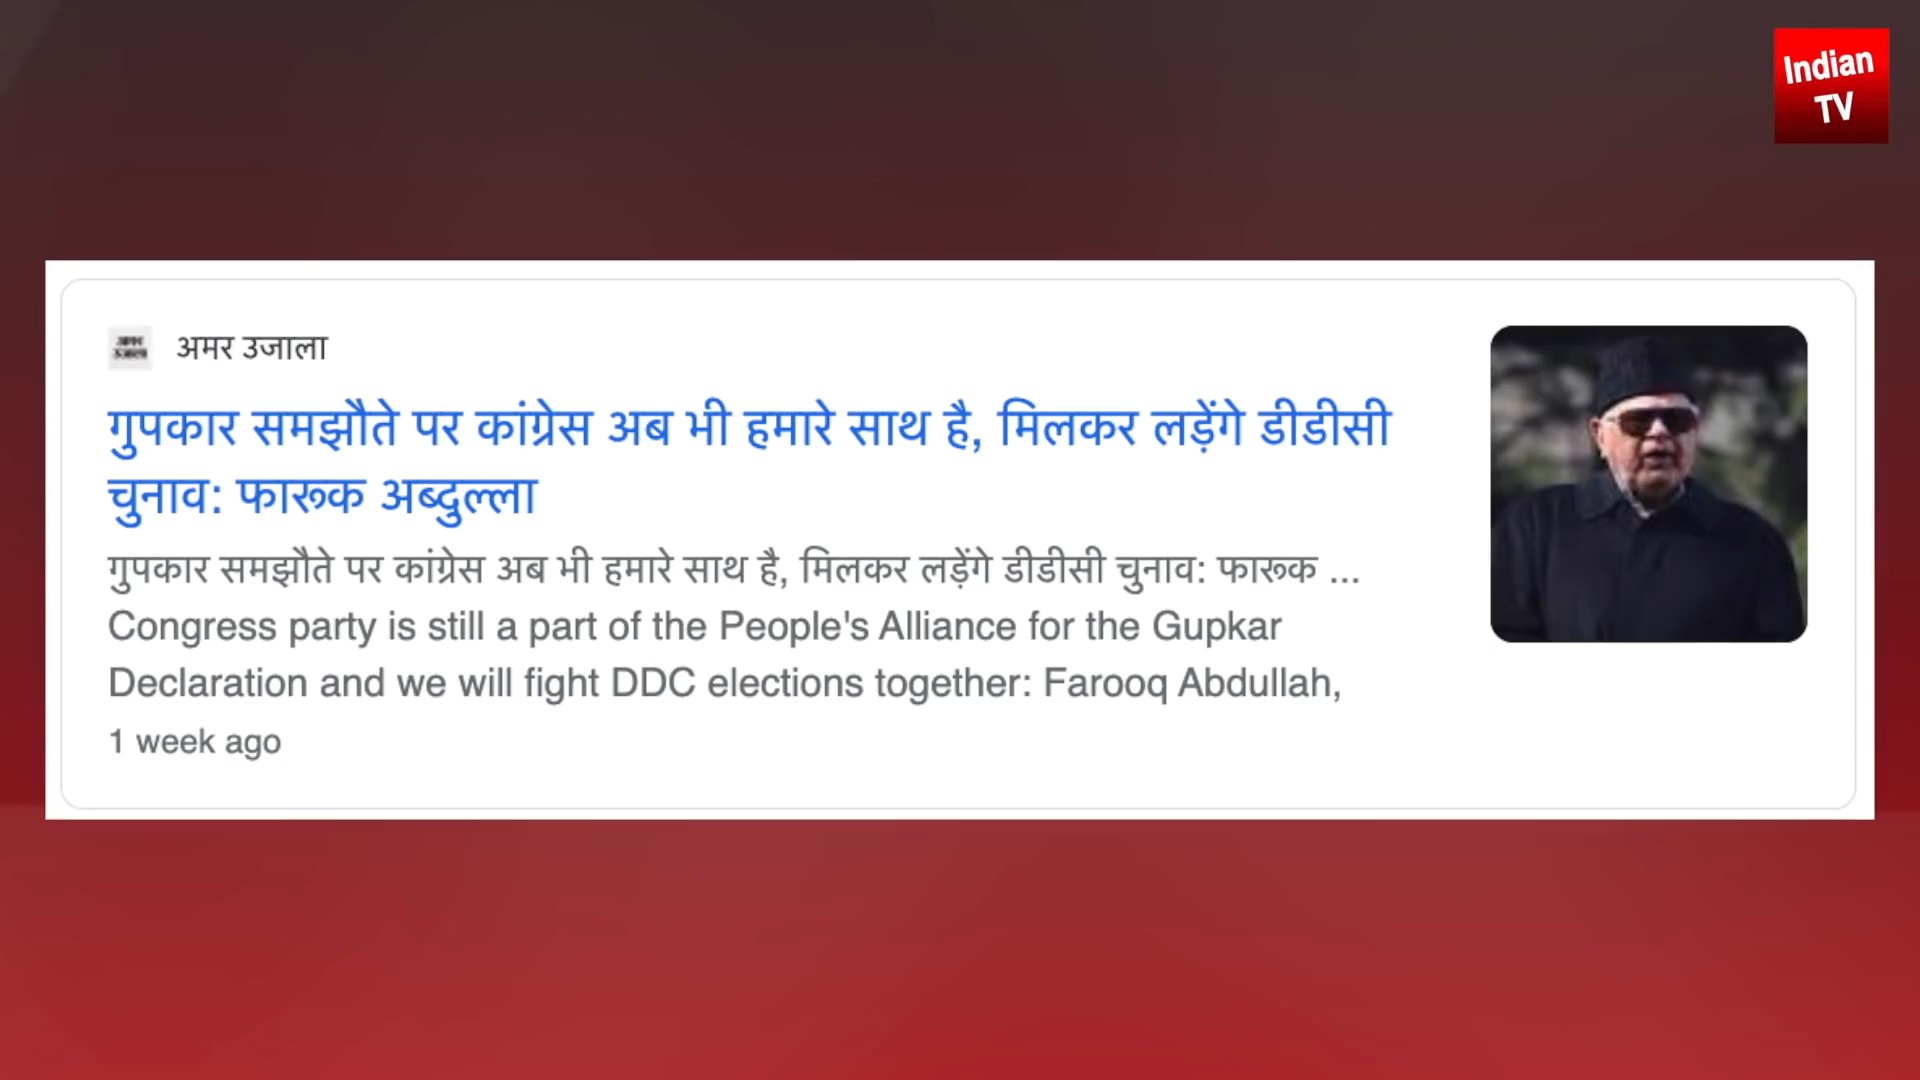 Indian
TV
अमर उजाला
गुपकार समझौते पर कांग्रेस अब भी हमारे साथ है, मिलकर लड़ेंगे डीडीसी
चुनाव: फारूक अब्दुल्ला
गुपकार समझौते पर कांग्रेस अब भी हमारे साथ है, मिलकर लड़ेंगे डीडीसी चुनाव: फारूक ...
Congress party is still a part of the People's Alliance for the Gupkar
Declaration and we will fight DDC elections together: Farooq Abdullah,
1 week ago